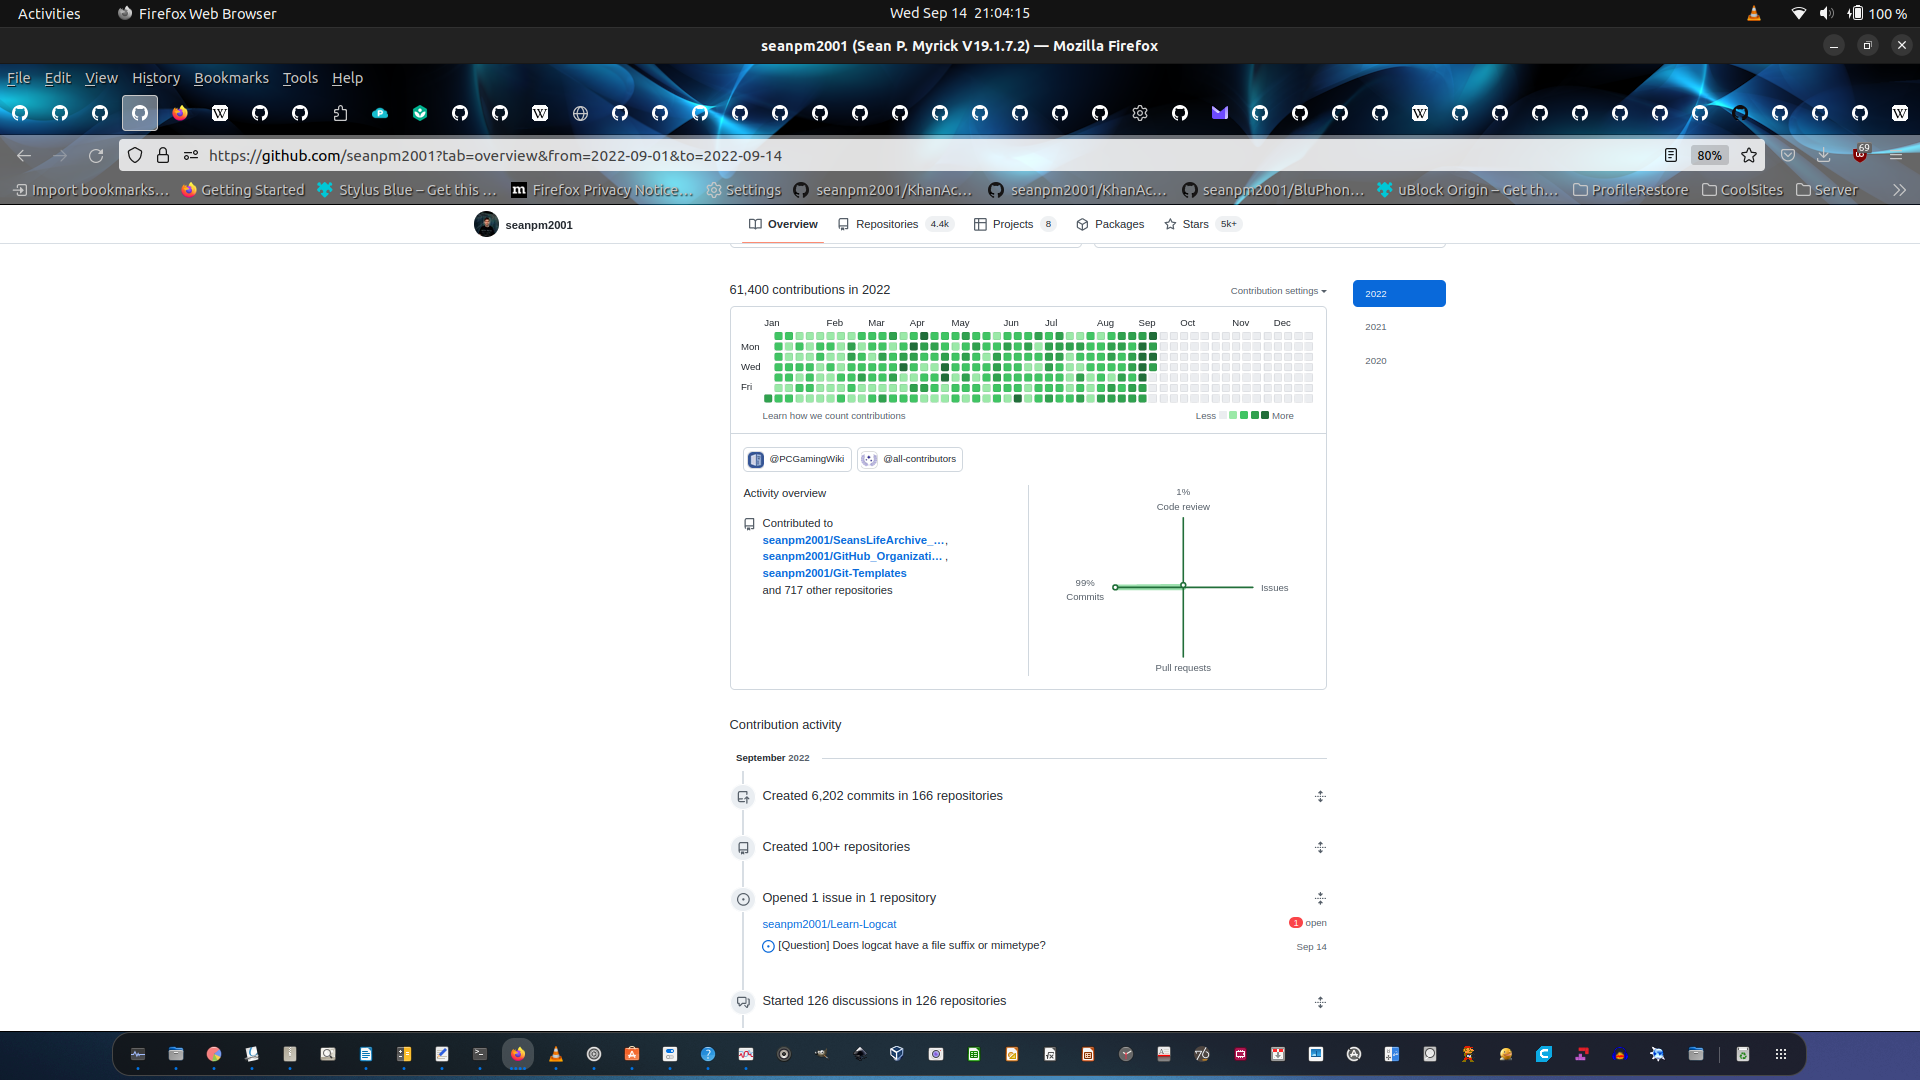 Activities
Firefox Web Browser
Wed Sep 14  21:04:15
100 %
seanpm2001 (Sean P. Myrick V19.1.7.2) — Mozilla Firefox
File Edit View History Bookmarks Tools Help
https://github.com/seanpm2001?tab=overview&from=2022-09-01&to=2022-09-14
80%
69
Import bookmarks…
Getting Started
Stylus Blue – Get this …
Firefox Privacy Notice…
Settings
seanpm2001/KhanAc…
seanpm2001/KhanAc…
seanpm2001/BluPhon…
uBlock Origin – Get th…
ProfileRestore
CoolSites
Server
seanpm2001
Overview
Repositories 4.4k
Projects 8
Packages
Stars 5k+
61,400 contributions in 2022
Contribution settings
2022
2021
2020
Jan Feb Mar Apr May Jun Jul Aug Sep Oct Nov Dec
Mon
Wed
Fri
Learn how we count contributions
Less
More
@PCGamingWiki
@all-contributors
Activity overview
Contributed to
seanpm2001/SeansLifeArchive_…,
seanpm2001/GitHub_Organizati… ,
seanpm2001/Git-Templates
and 717 other repositories
1%
Code review
99%
Commits
Issues
Pull requests
Contribution activity
September 2022
Created 6,202 commits in 166 repositories
Created 100+ repositories
Opened 1 issue in 1 repository
seanpm2001/Learn-Logcat
1 open
[Question] Does logcat have a file suffix or mimetype?
Sep 14
Started 126 discussions in 126 repositories